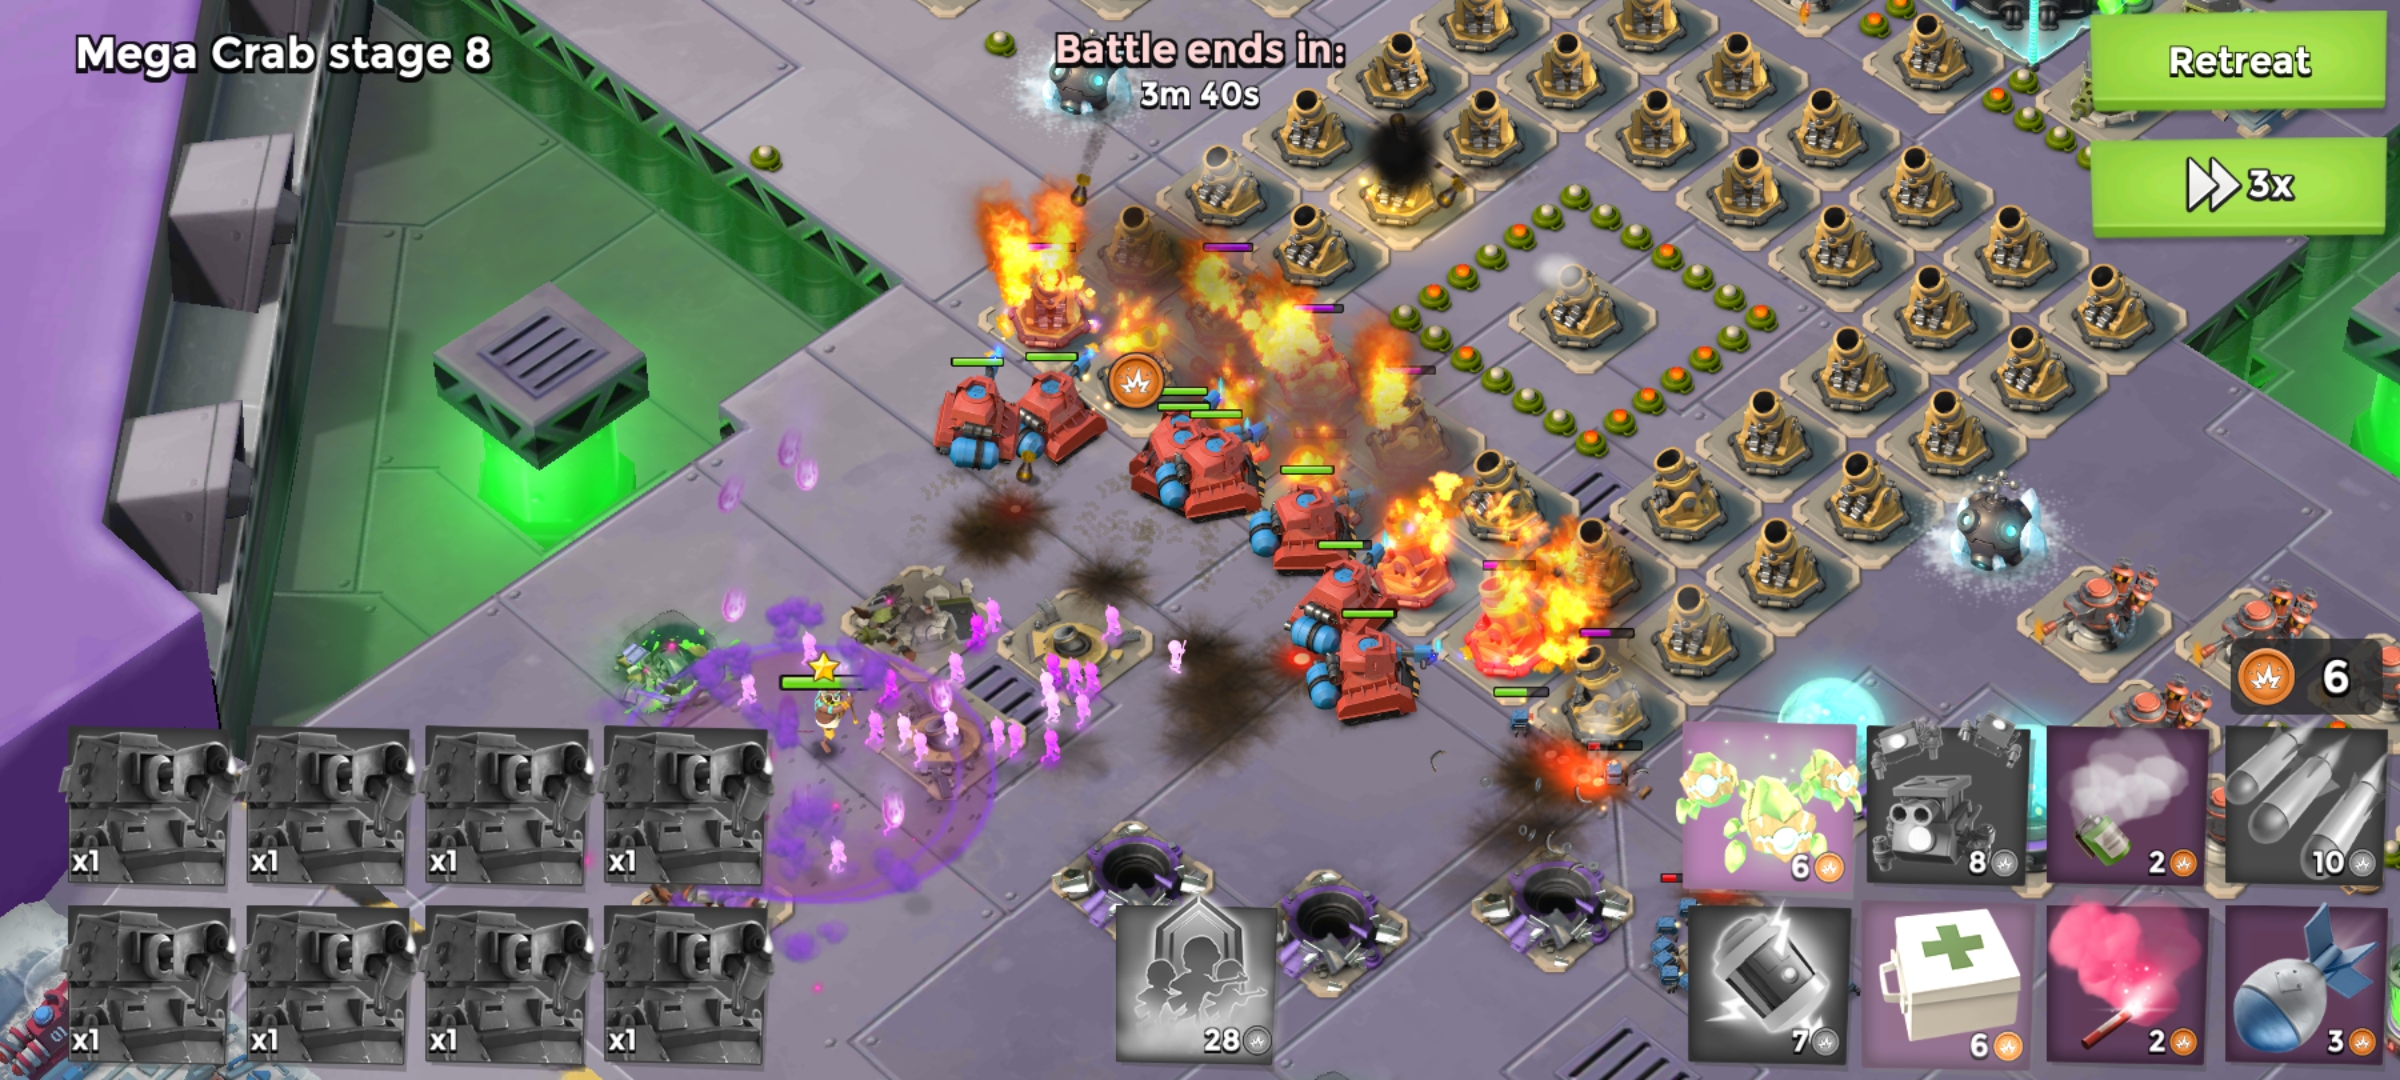 Mega Crab stage 8
Battle ends in:
3m 40s
Retreat
3x
6
x1
x1
x1
x1
6
8
2
10
x1
x1
x1
x1
28
7
6
2
3